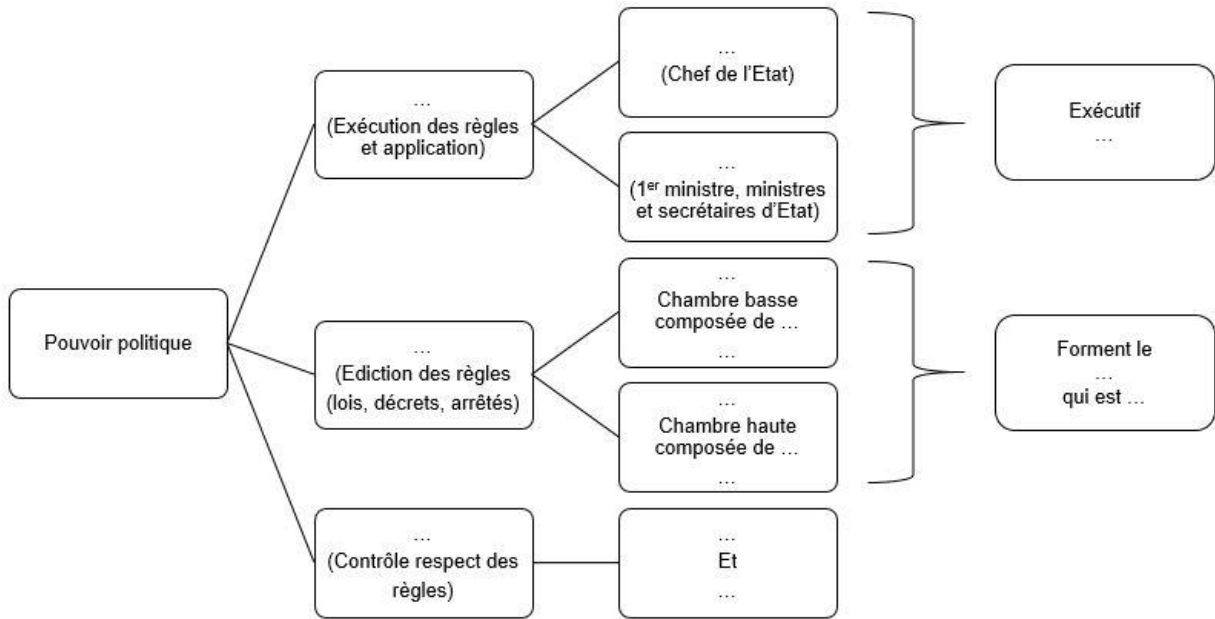 Pouvoir politique
…
(Exécution des règles
et application)
…
(Chef de l'Etat)
…
(1er ministre, ministres
et secrétaires d'Etat)
Exécutif
…
…
(Ediction des règles
(lois, décrets, arrêtés)
…
Chambre basse
composée de …
…
…
Chambre haute
composée de …
…
Forment le
…
qui est …
…
(Contrôle respect des
règles)
…
Et
…